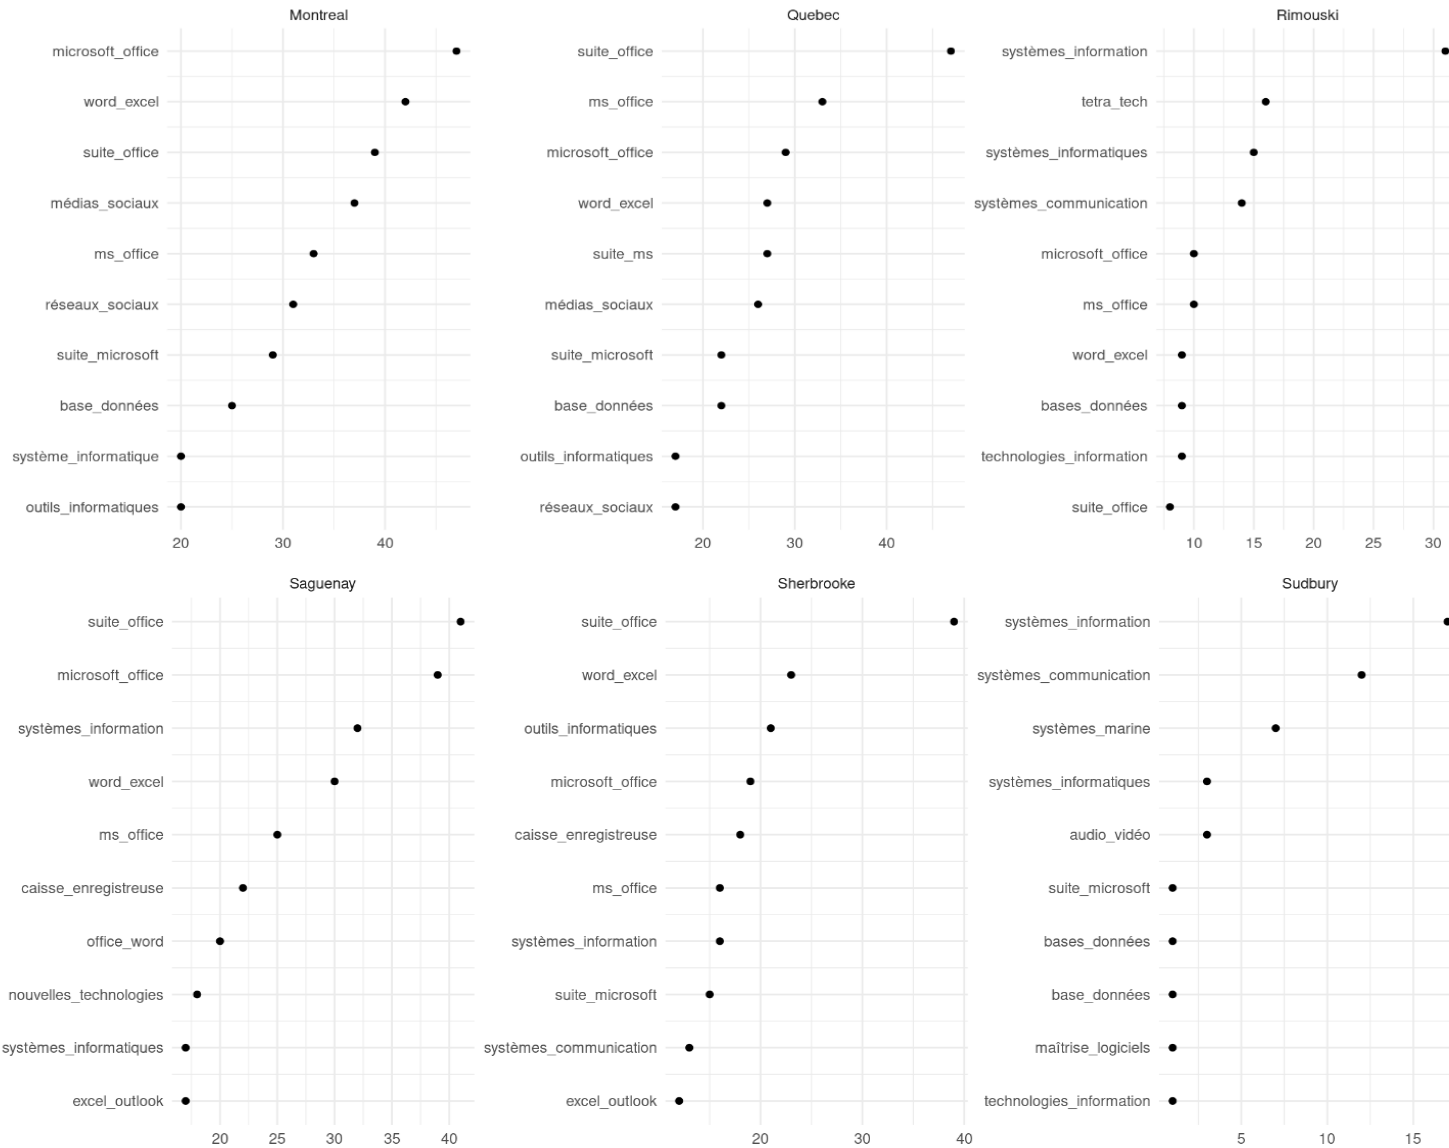 Montreal
microsoft_office
word_excel
suite_office
médias_sociaux
ms_office
réseaux_sociaux
suite_microsoft
base_données
système_informatique
outils_informatiques
20 30 40
Quebec
suite_office
ms_office
microsoft_office
word_excel
suite_ms
médias_sociaux
suite_microsoft
base_données
outils_informatiques
réseaux_sociaux
20 30 40
Rimouski
systèmes_information
tetra_tech
systèmes_informatiques
systèmes_communication
microsoft_office
ms_office
word_excel
bases_données
technologies_information
suite_office
10 15 20 25 30
Saguenay
suite_office
microsoft_office
systèmes_information
word_excel
ms_office
caisse_enregistreuse
office_word
nouvelles_technologies
systèmes_informatiques
excel_outlook
20 25 30 35 40
Sherbrooke
suite_office
word_excel
outils_informatiques
microsoft_office
caisse_enregistreuse
ms_office
systèmes_information
suite_microsoft
systèmes_communication
excel_outlook
20 30 40
Sudbury
systèmes_information
systèmes_communication
systèmes_marine
systèmes_informatiques
audio_vidéo
suite_microsoft
bases_données
base_données
maîtrise_logiciels
technologies_information
5 10 15